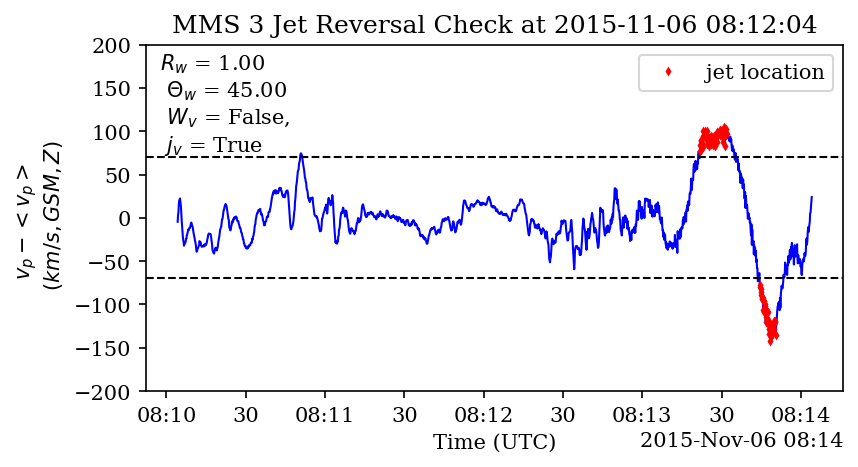 MMS 3 Jet Reversal Check at 2015-11-06 08:12:04
R_w = 1.00
Θ_w = 45.00
W_v = False,
j_v = True
jet location
v_p − < v_p >
(km/s, GSM, Z)
200
150
100
50
0
−50
−100
−150
−200
08:10 30 08:11 30 08:12 30 08:13 30 08:14
Time (UTC)
2015-Nov-06 08:14